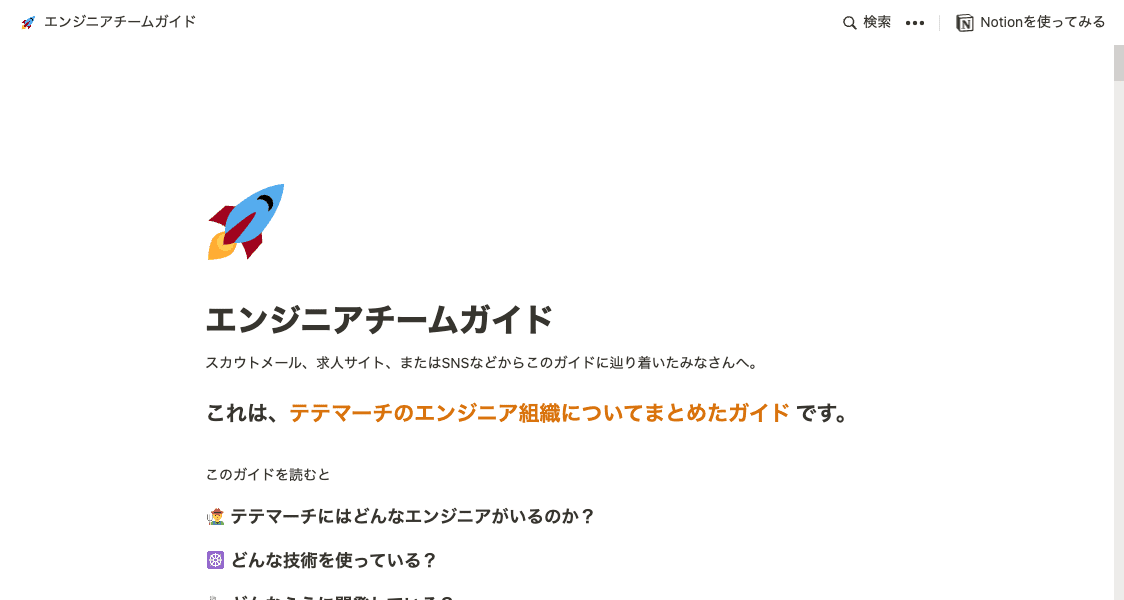 エンジニアチームガイド
検索
Notionを使ってみる
エンジニアチームガイド
スカウトメール、求人サイト、またはSNSなどからこのガイドに辿り着いたみなさんへ。
これは、テテマーチのエンジニア組織についてまとめたガイド です。
このガイドを読むと
テテマーチにはどんなエンジニアがいるのか？
どんな技術を使っている？